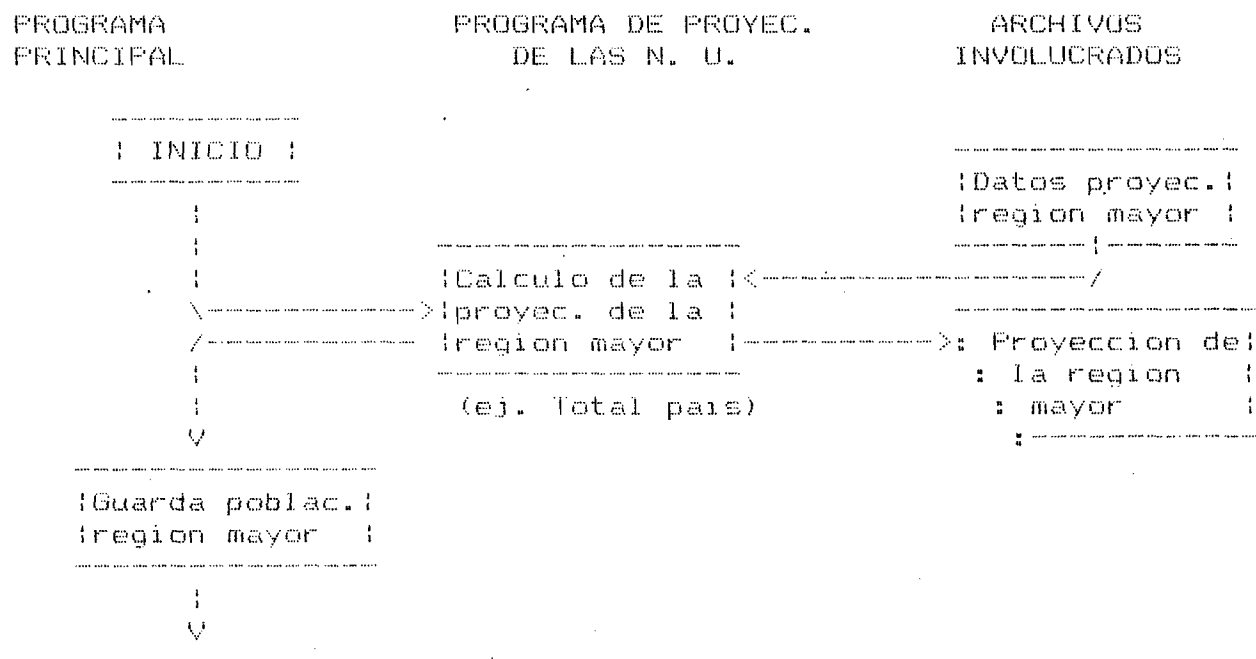 PROGRAMA PRINCIPAL
PROGRAMA DE PROYEC. DE LAS N. U.
ARCHIVOS INVOLUCRADOS
INICIO
Datos proyec.
region mayor
Calculo de la
proyec. de la
region mayor
(ej. Total pais)
Proyeccion de
la region
mayor
Guarda poblac.
region mayor